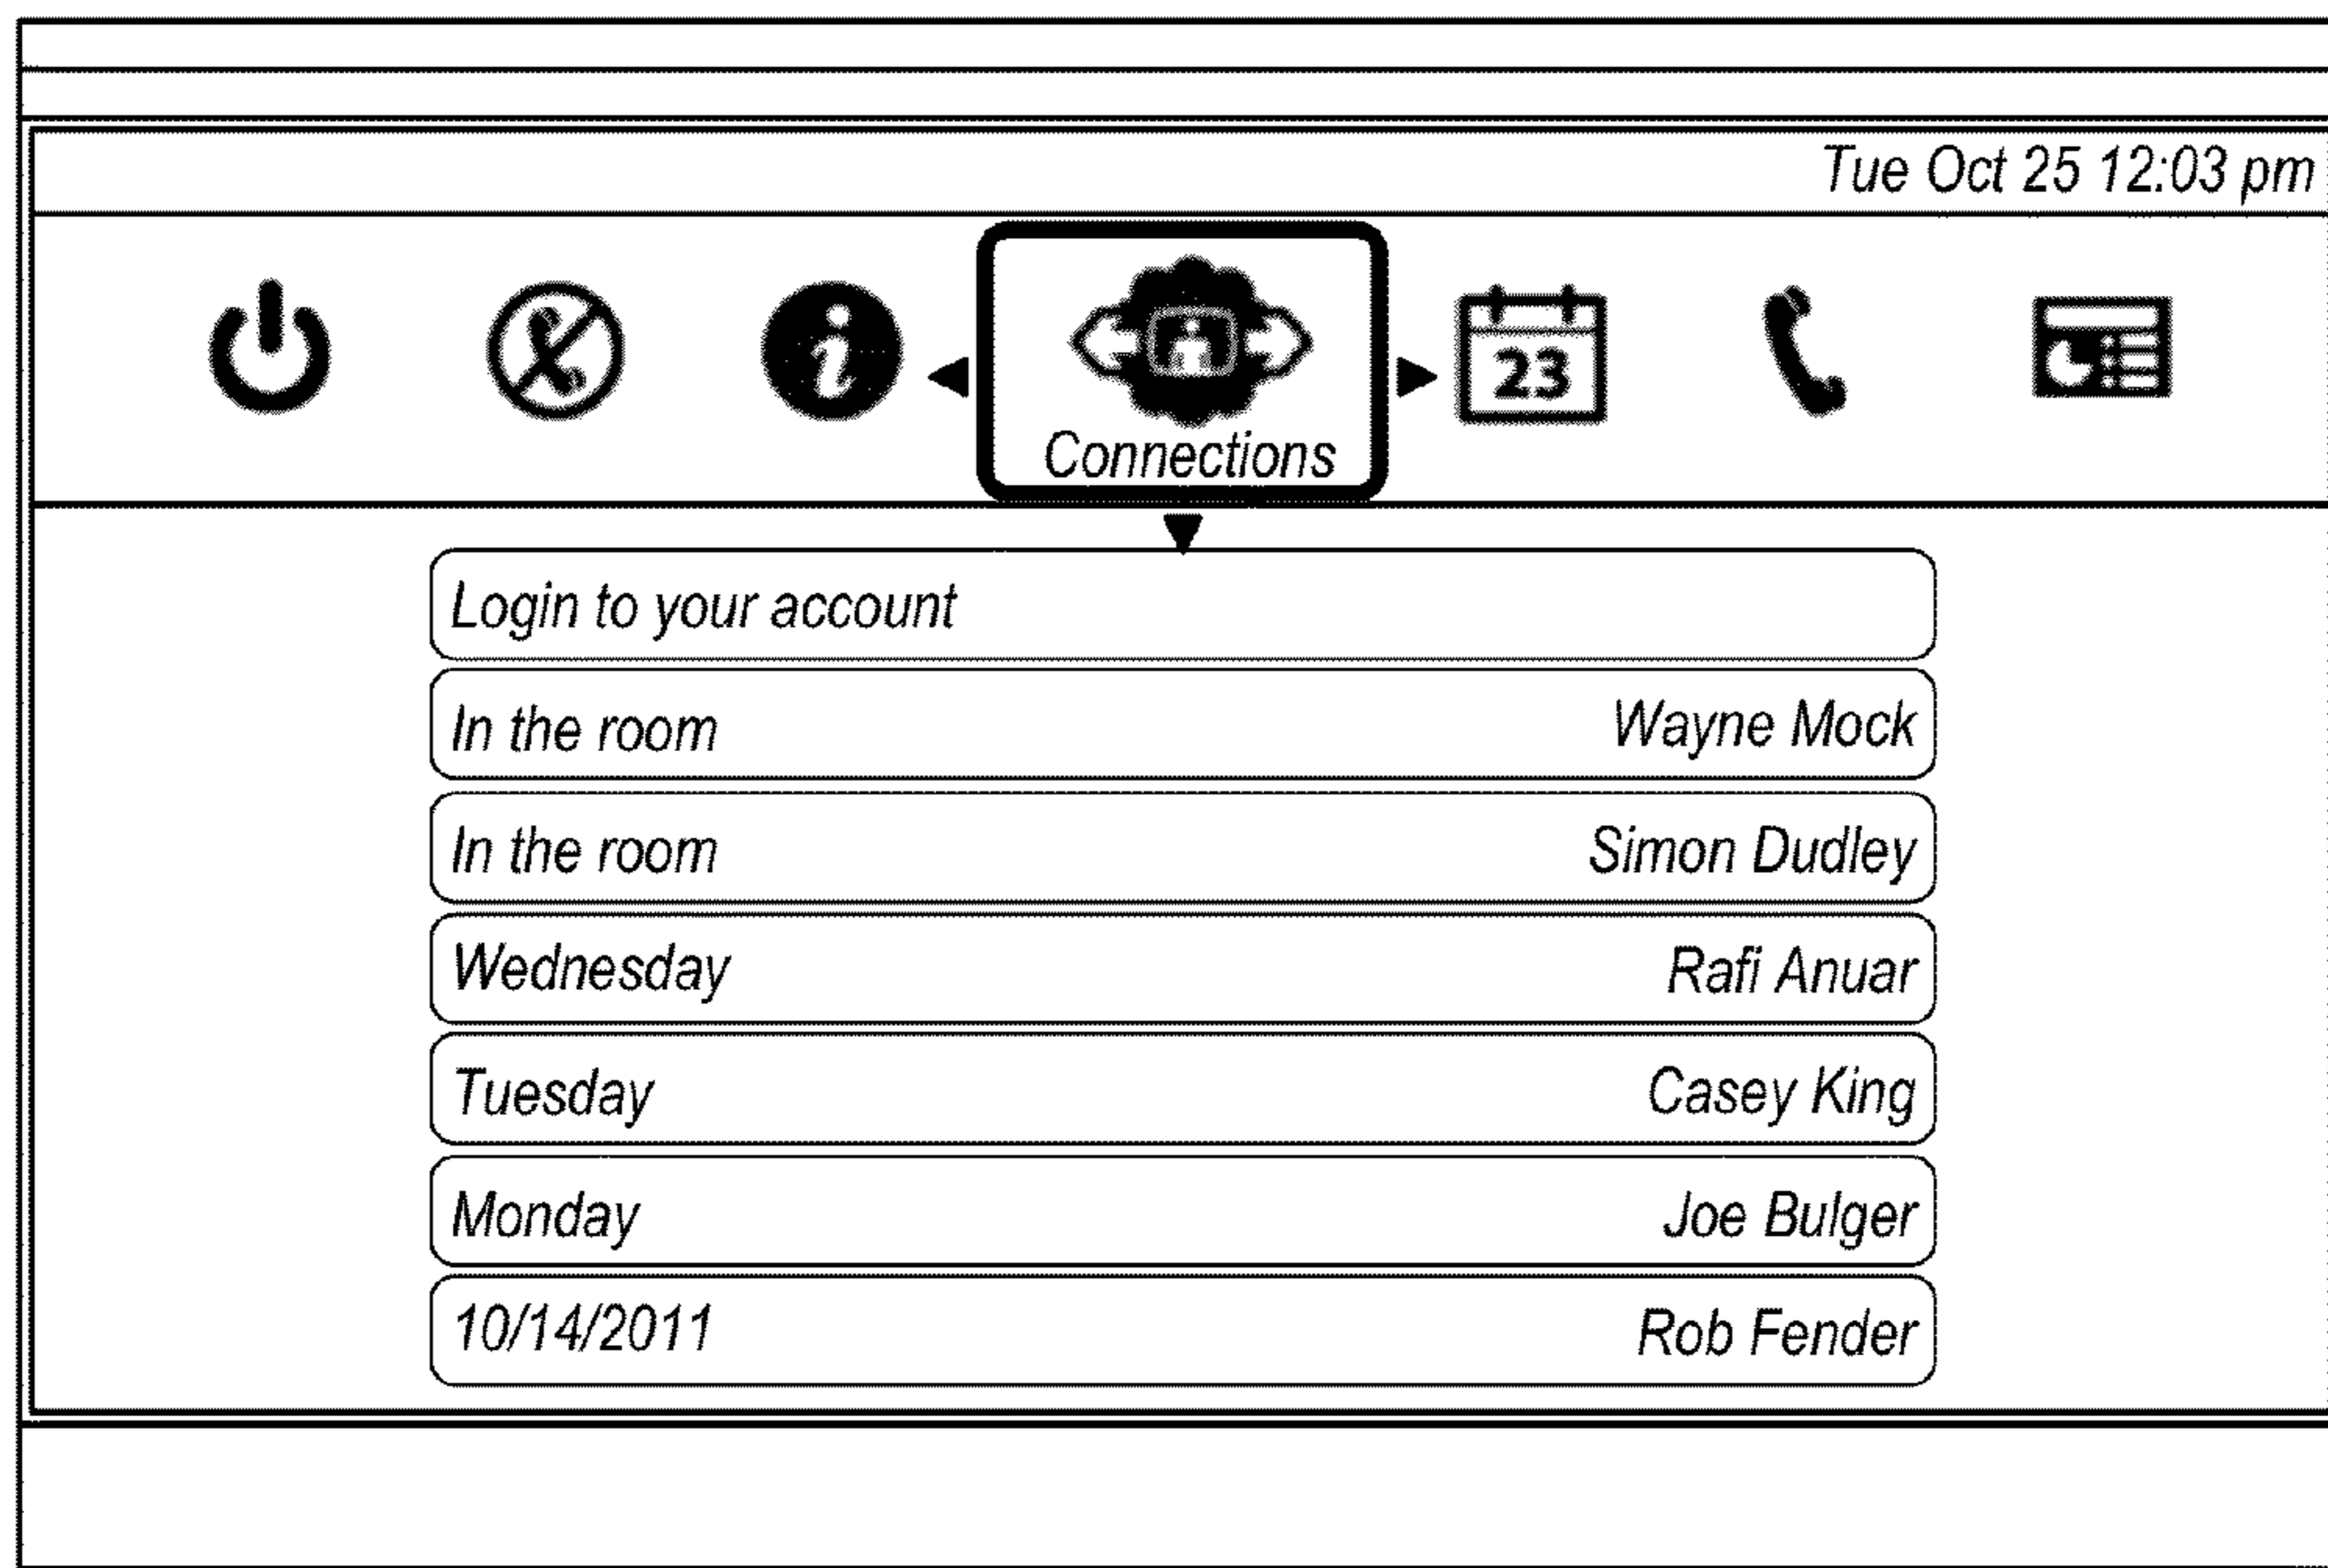 Tue Oct 25 12:03 pm
i
23
Connections
Login to your account
In the room Wayne Mock
In the room Simon Dudley
Wednesday Rafi Anuar
Tuesday Casey King
Monday Joe Bulger
10/14/2011 Rob Fender